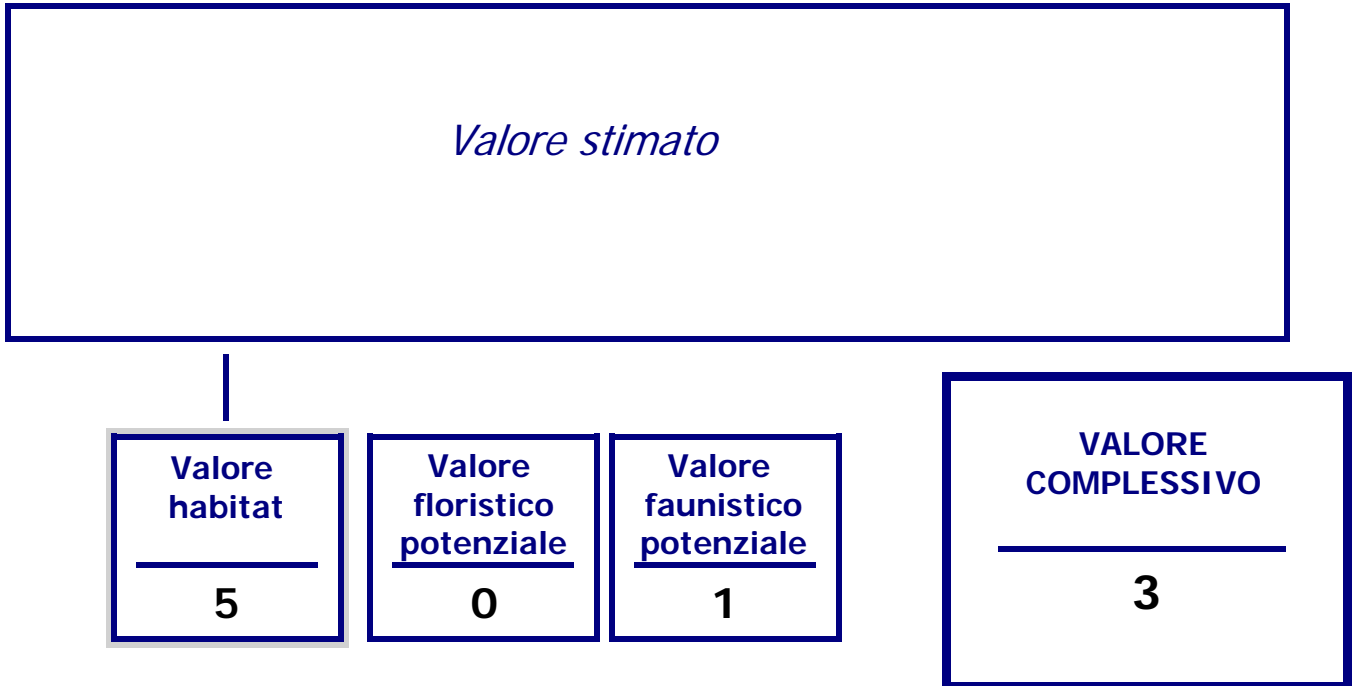 Valore stimato
Valore
habitat
5
Valore
floristico
potenziale
0
Valore
faunistico
potenziale
1
VALORE
COMPLESSIVO
3